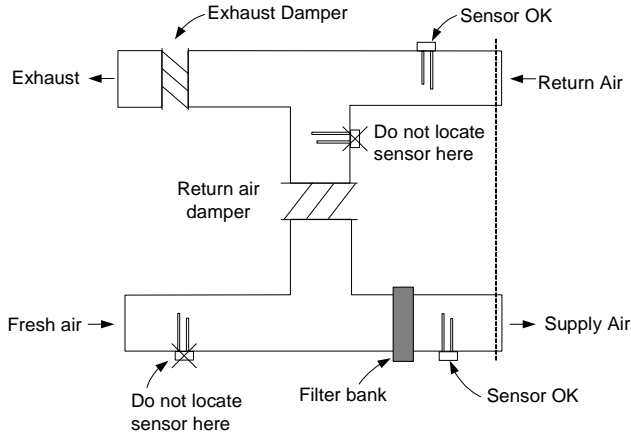 Exhaust Damper
Sensor OK
Exhaust
Return Air
Do not locate
sensor here
Return air
damper
Fresh air
Supply Air
Filter bank
Sensor OK
Do not locate
sensor here